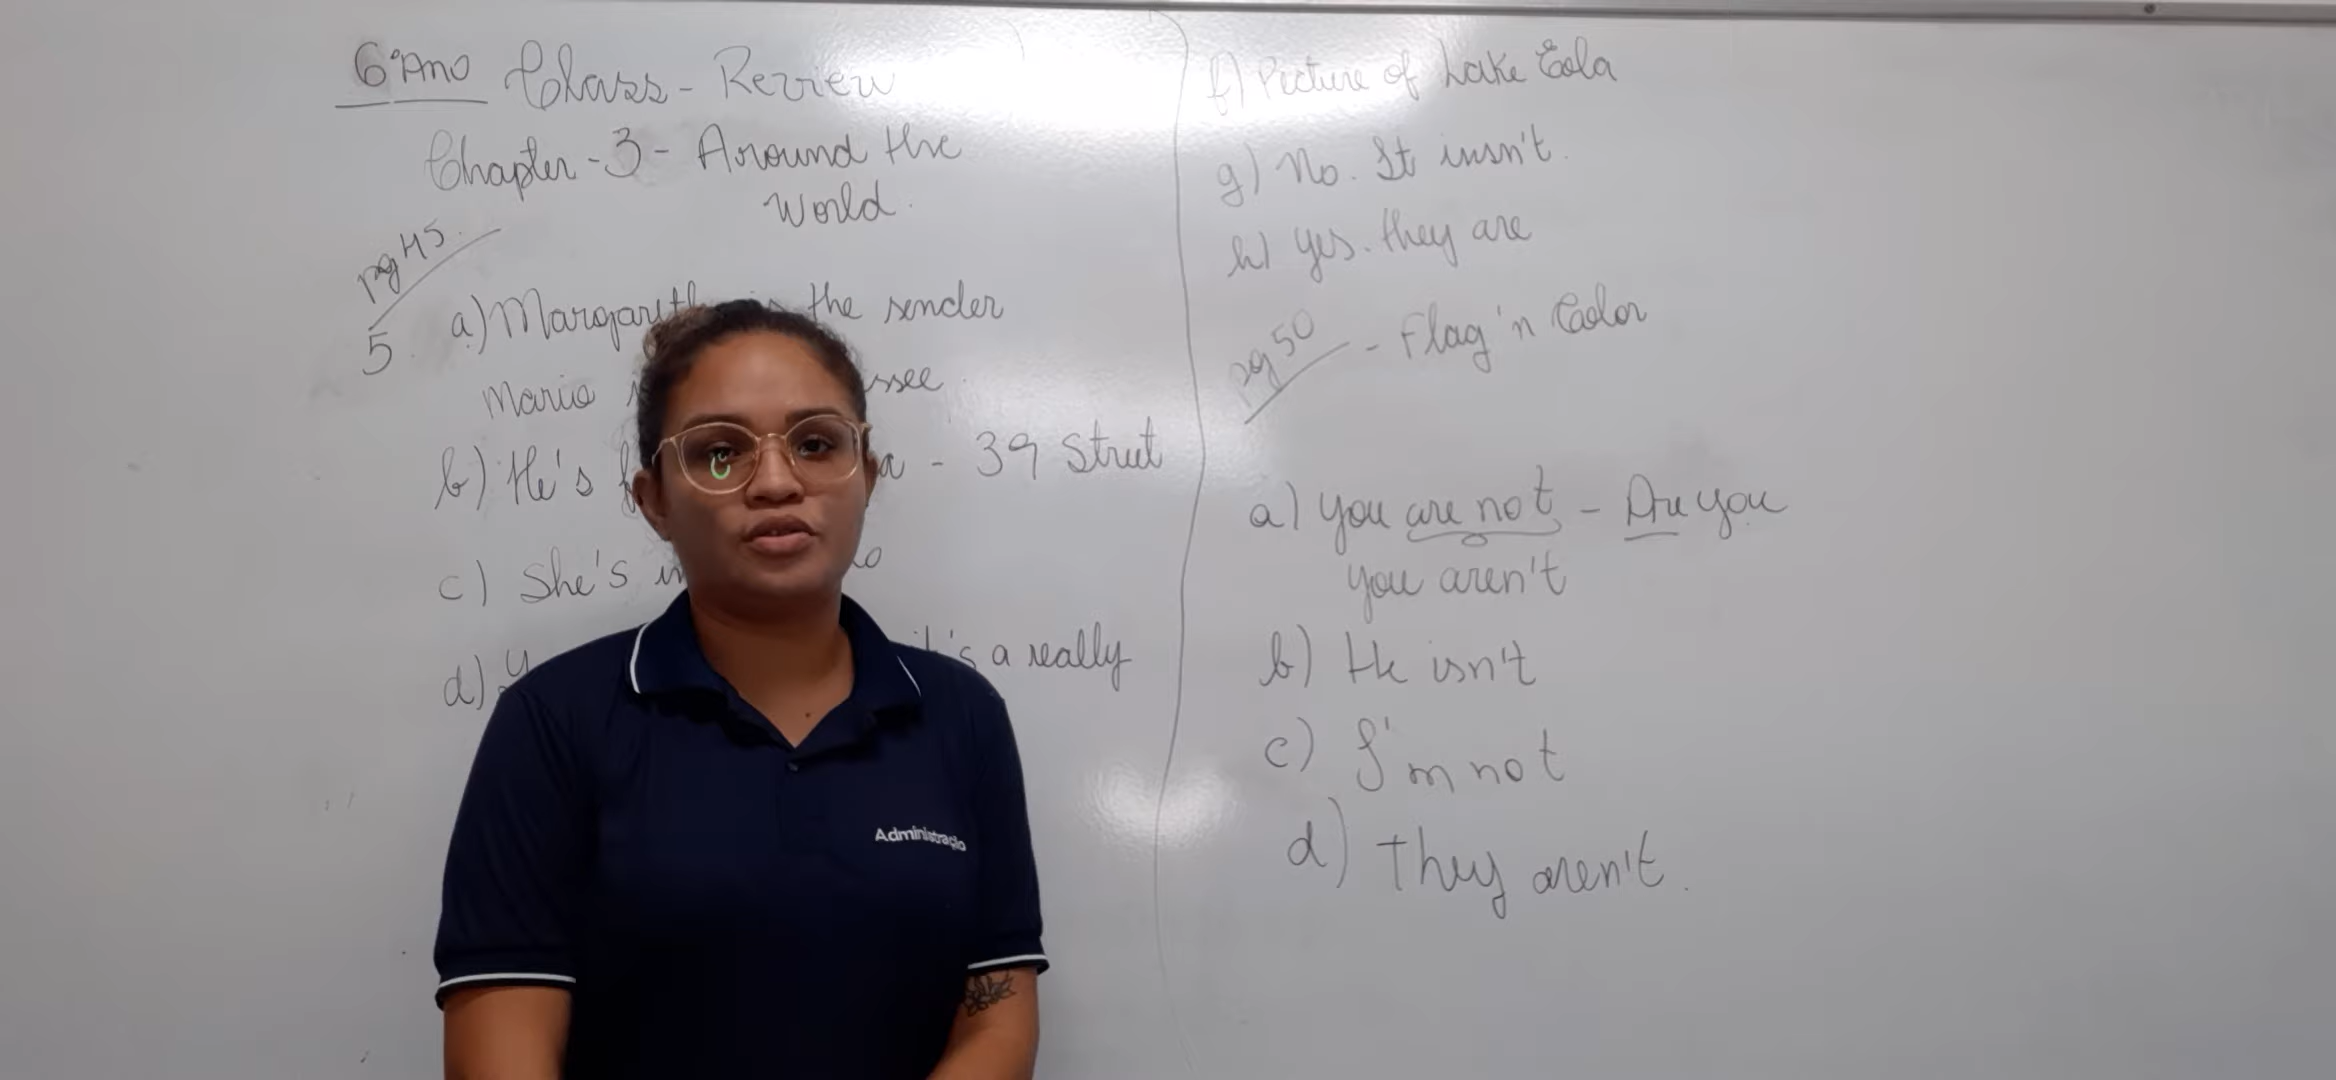 6º Ano Class - Review
Chapter - 3 - Around the
World.
pg 45.
5. a) the sender
Maria
b) He's - 39 Street
c) She's
d) it's a really
f) Picture of Lake Eola
g) No. It insn't.
h) yes. they are
pg 50 - Flag'n Color
a) you are not - Are you
you aren't
b) He isn't
c) I'm not
d) They aren't.
Administração